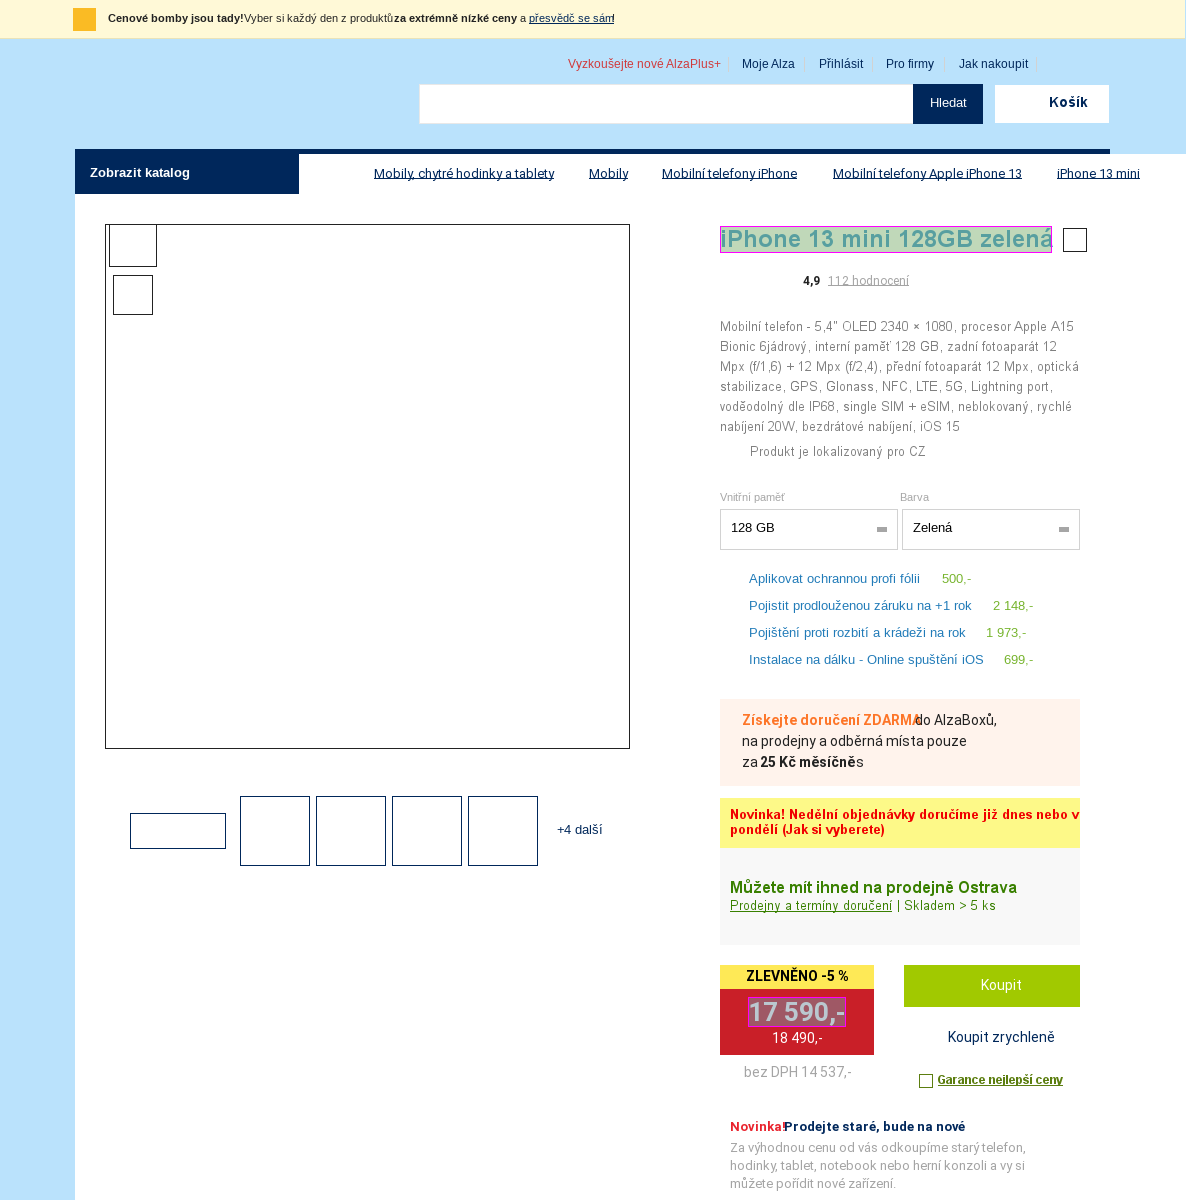 Cenové bomby jsou tady! Vyber si každý den z produktů za extrémně nízké ceny a přesvědč se sám!
Vyzkoušejte nové AlzaPlus+ Moje Alza Přihlásit Pro firmy Jak nakoupit
Hledat Košík
Zobrazit katalog Mobily, chytré hodinky a tablety Mobily Mobilní telefony iPhone Mobilní telefony Apple iPhone 13 iPhone 13 mini
iPhone 13 mini 128GB zelená
4,9 112 hodnocení
Mobilní telefon - 5,4" OLED 2340 × 1080, procesor Apple A15
Bionic 6jádrový, interní paměť 128 GB, zadní fotoaparát 12
Mpx (f/1,6) + 12 Mpx (f/2,4), přední fotoaparát 12 Mpx, optická
stabilizace, GPS, Glonass, NFC, LTE, 5G, Lightning port,
voděodolný dle IP68, single SIM + eSIM, neblokovaný, rychlé
nabíjení 20W, bezdrátové nabíjení, iOS 15
Produkt je lokalizovaný pro CZ
Vnitřní paměť Barva
128 GB Zelená
Aplikovat ochrannou profi fólii 500,-
Pojistit prodlouženou záruku na +1 rok 2 148,-
Pojištění proti rozbití a krádeži na rok 1 973,-
Instalace na dálku - Online spuštění iOS 699,-
Získejte doručení ZDARMA do AlzaBoxů,
na prodejny a odběrná místa pouze
za 25 Kč měsíčně s
+4 další
Novinka! Nedělní objednávky doručíme již dnes nebo v
pondělí (Jak si vyberete)
Můžete mít ihned na prodejně Ostrava
Prodejny a termíny doručení | Skladem > 5 ks
ZLEVNĚNO -5 %
17 590,-
18 490,-
bez DPH 14 537,-
Koupit
Koupit zrychleně
Garance nejlepší ceny
Novinka! Prodejte staré, bude na nové
Za výhodnou cenu od vás odkoupíme starý telefon,
hodinky, tablet, notebook nebo herní konzoli a vy si
můžete pořídit nové zařízení.